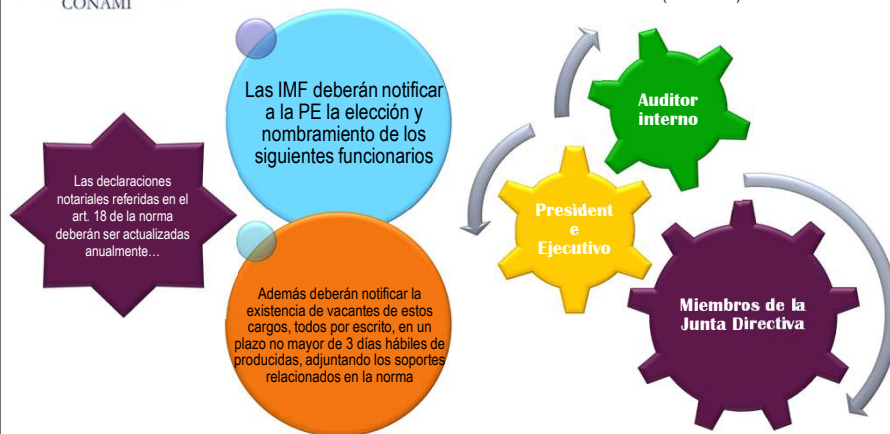 CONAMI
Las IMF deberán notificar
a la PE la elección y
nombramiento de los
siguientes funcionarios
Las declaraciones
notariales referidas en el
art. 18 de la norma
deberán ser actualizadas
anualmente…
Además deberán notificar la
existencia de vacantes de estos
cargos, todos por escrito, en un
plazo no mayor de 3 días hábiles de
producidas, adjuntando los soportes
relacionados en la norma
Auditor
interno
President
e
Ejecutivo
Miembros de la
Junta Directiva